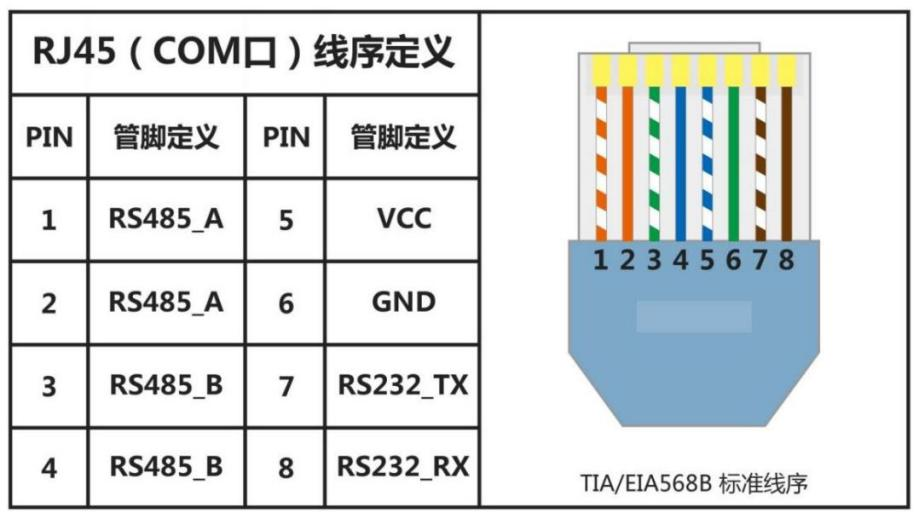 RJ45（COM口）线序定义
PIN 管脚定义 PIN 管脚定义
1 RS485_A 5 VCC
2 RS485_A 6 GND
3 RS485_B 7 RS232_TX
4 RS485_B 8 RS232_RX
1 2 3 4 5 6 7 8
TIA/EIA568B 标准线序